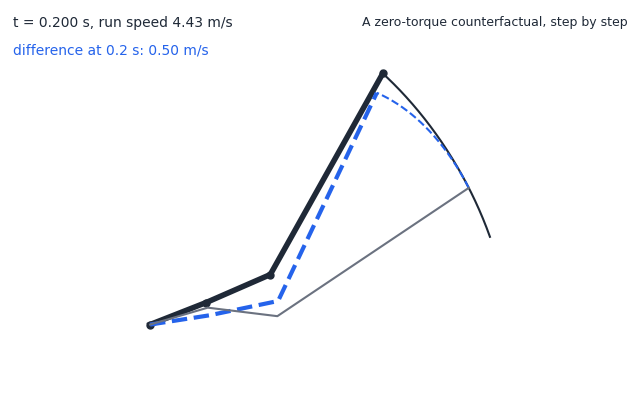 t = 0.200 s, run speed 4.43 m/s
A zero-torque counterfactual, step by step
difference at 0.2 s: 0.50 m/s